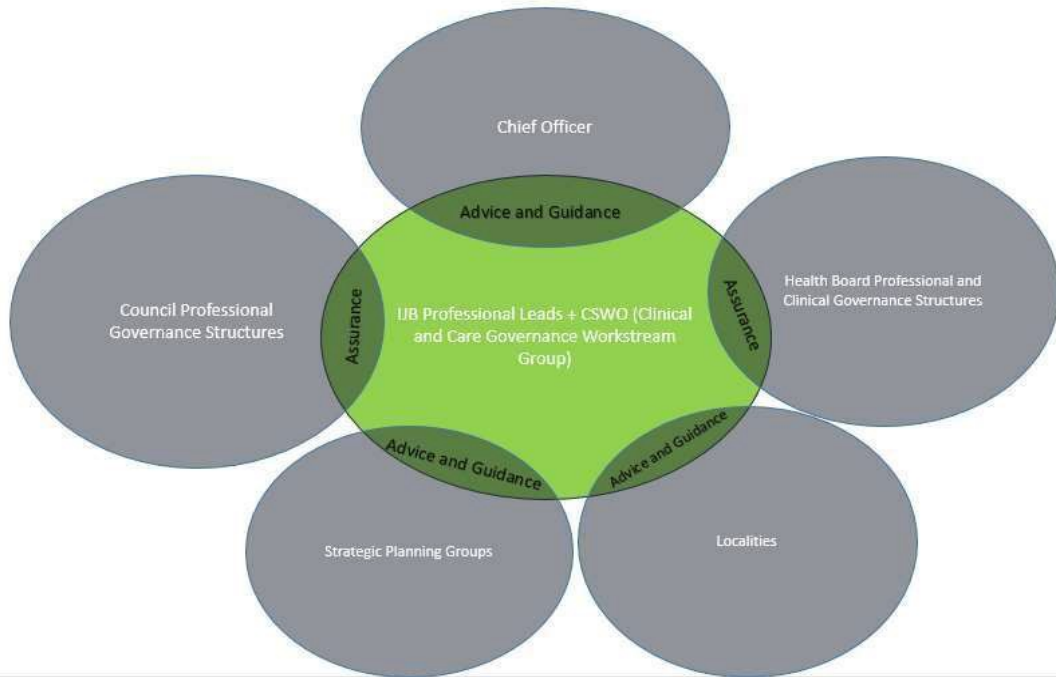 Chief Officer
Advice and Guidance
Council Professional
Governance Structures
Assurance
IJB Professional Leads + CSWO (Clinical
and Care Governance Workstream
Group)
Assurance
Health Board Professional and
Clinical Governance Structures
Advice and Guidance
Advice and Guidance
Strategic Planning Groups
Localities